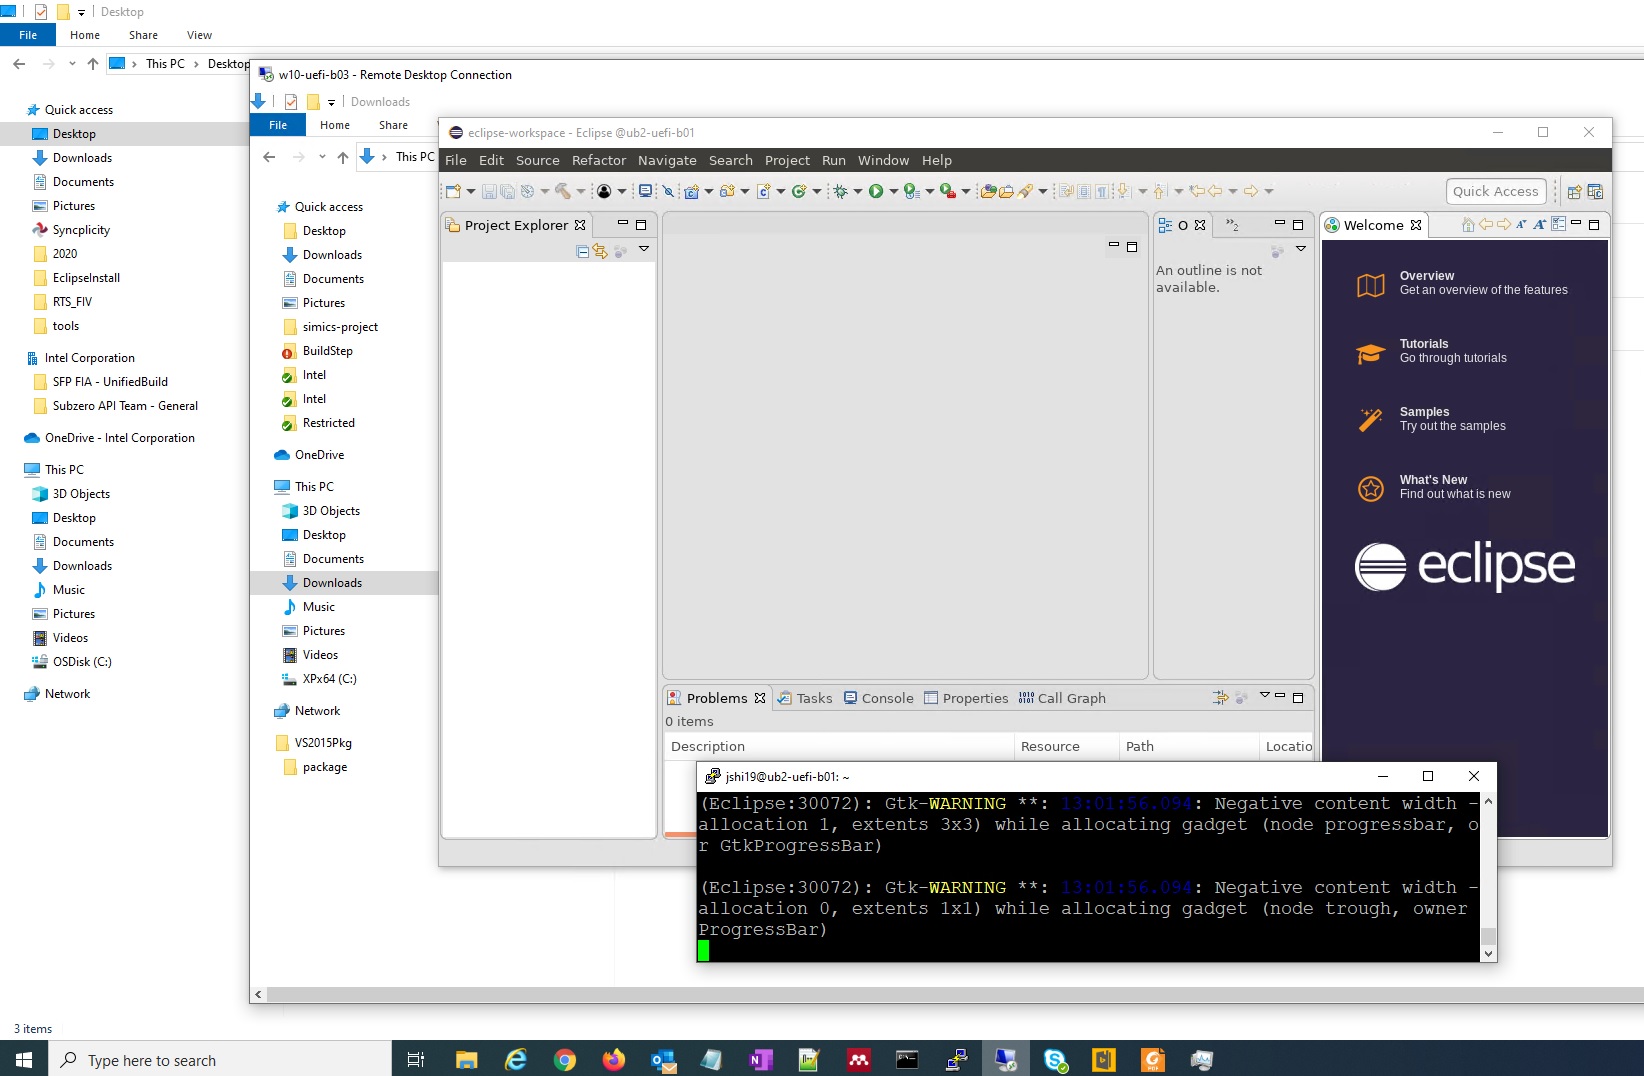 Desktop
File Home Share View
This PC Desktop
Quick access
Desktop
Downloads
Documents
Pictures
Syncplicity
2020
EclipseInstall
RTS_FIV
tools
Intel Corporation
SFP FIA - UnifiedBuild
Subzero API Team - General
OneDrive - Intel Corporation
This PC
3D Objects
Desktop
Documents
Downloads
Music
Pictures
Videos
OSDisk (C:)
Network
3 items
w10-uefi-b03 - Remote Desktop Connection
Downloads
File Home Share
This PC
Quick access
Desktop
Downloads
Documents
Pictures
simics-project
BuildStep
Intel
Intel
Restricted
OneDrive
This PC
3D Objects
Desktop
Documents
Downloads
Music
Pictures
Videos
XPx64 (C:)
Network
VS2015Pkg
package
eclipse-workspace - Eclipse @ub2-uefi-b01
File Edit Source Refactor Navigate Search Project Run Window Help
Quick Access
Project Explorer
O
2
An outline is not
available.
Welcome
Overview
Get an overview of the features
Tutorials
Go through tutorials
Samples
Try out the samples
What's New
Find out what is new
eclipse
Problems Tasks Console Properties 1010 Call Graph
0 items
Description Resource Path Locatio
jshi19@ub2-uefi-b01: ~
(Eclipse:30072): Gtk-WARNING **: 13:01:56.094: Negative content width -
allocation 1, extents 3x3) while allocating gadget (node progressbar, o
r GtkProgressBar)
(Eclipse:30072): Gtk-WARNING **: 13:01:56.094: Negative content width -
allocation 0, extents 1x1) while allocating gadget (node trough, owner
ProgressBar)
Type here to search